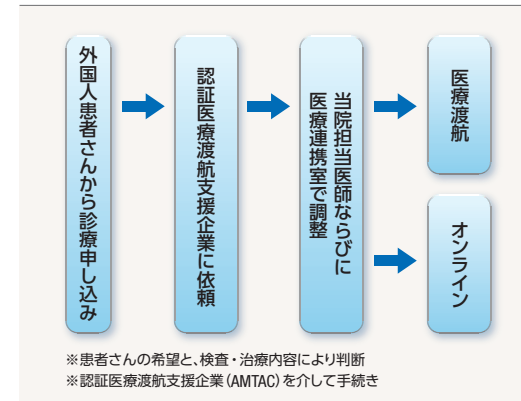 外国人患者さんから診療申し込み
認証医療渡航支援企業に依頼
当院担当医師ならびに
医療連携室で調整
医療渡航
オンライン
※患者さんの希望と、検査・治療内容により判断
※認証医療渡航支援企業（AMTAC）を介して手続き